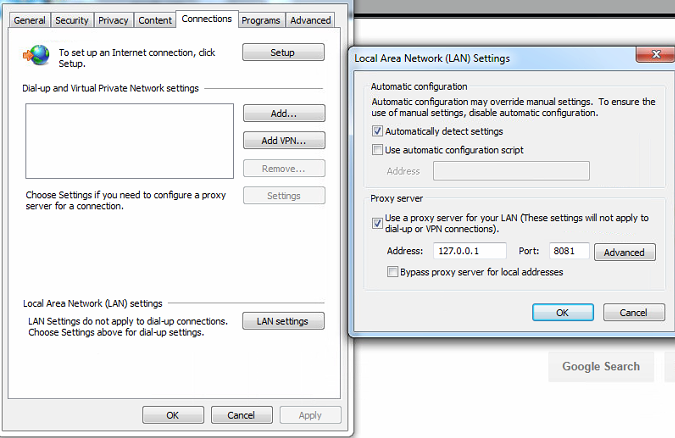 General Security Privacy Content Connections Programs Advanced
To set up an Internet connection, click
Setup.
Setup
Dial-up and Virtual Private Network settings
Add...
Add VPN...
Remove...
Choose Settings if you need to configure a proxy
server for a connection.
Settings
Local Area Network (LAN) settings
LAN Settings do not apply to dial-up connections.
Choose Settings above for dial-up settings.
LAN settings
OK Cancel Apply
Local Area Network (LAN) Settings
Automatic configuration
Automatic configuration may override manual settings. To ensure the
use of manual settings, disable automatic configuration.
Automatically detect settings
Use automatic configuration script
Address
Proxy server
Use a proxy server for your LAN (These settings will not apply to
dial-up or VPN connections).
Address: 127.0.0.1 Port: 8081 Advanced
Bypass proxy server for local addresses
OK Cancel
Google Search